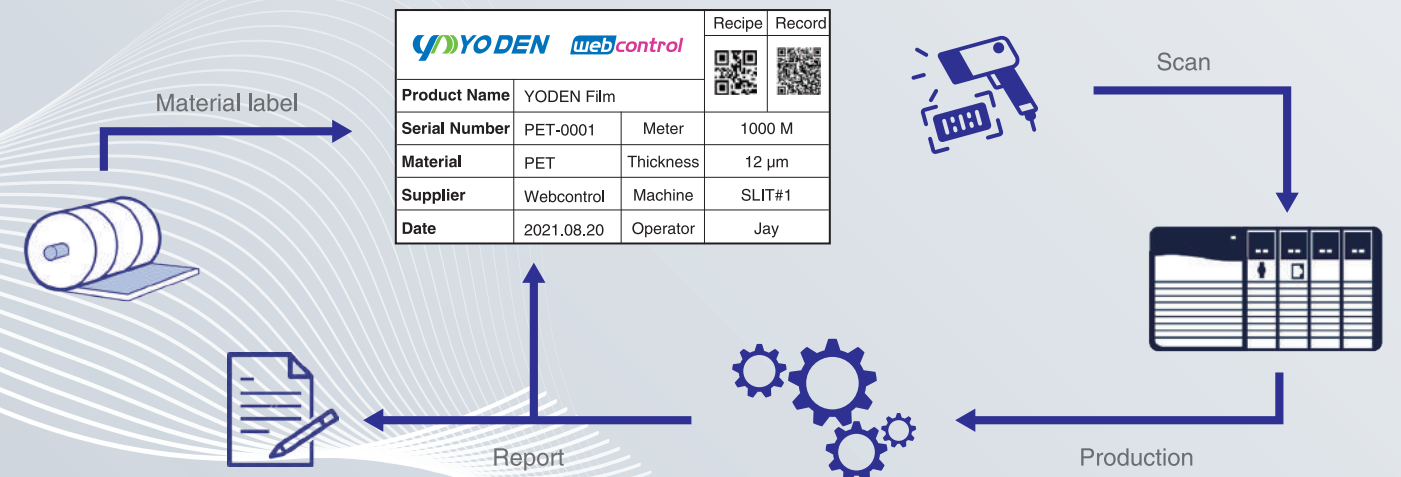 Material label
YODEN webcontrol
Recipe Record
Product Name YODEN Film
Serial Number PET-0001 Meter 1000 M
Material PET Thickness 12 µm
Supplier Webcontrol Machine SLIT#1
Date 2021.08.20 Operator Jay
Scan
Report
Production